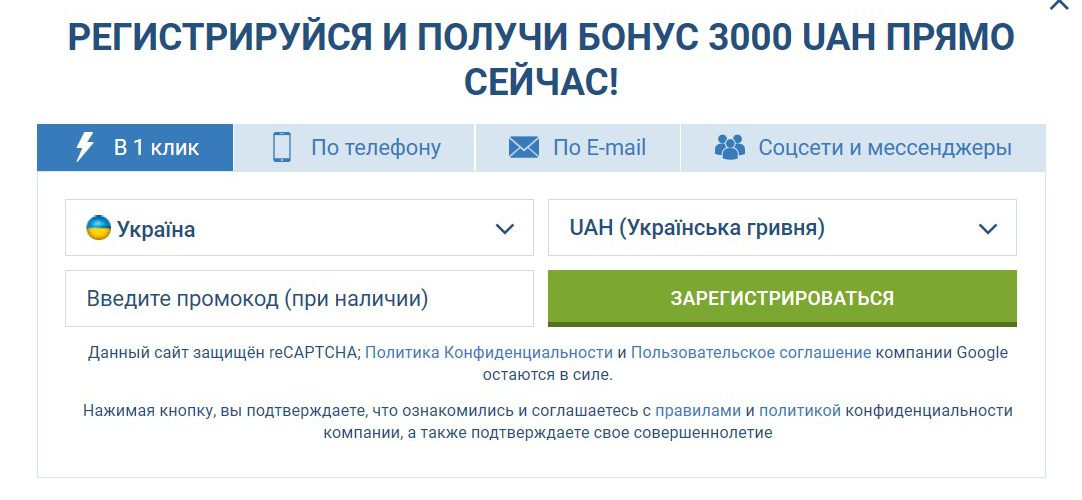 РЕГИСТРИРУЙСЯ И ПОЛУЧИ БОНУС 3000 UAH ПРЯМО
СЕЙЧАС!
В 1 клик
По телефону
По E-mail
Соцсети и мессенджеры
Україна
UAH (Українська гривня)
Введите промокод (при наличии)
ЗАРЕГИСТРИРОВАТЬСЯ
Данный сайт защищён reCAPTCHA; Политика Конфиденциальности и Пользовательское соглашение компании Google
остаются в силе.
Нажимая кнопку, вы подтверждаете, что ознакомились и соглашаетесь с правилами и политикой конфиденциальности
компании, а также подтверждаете свое совершеннолетие